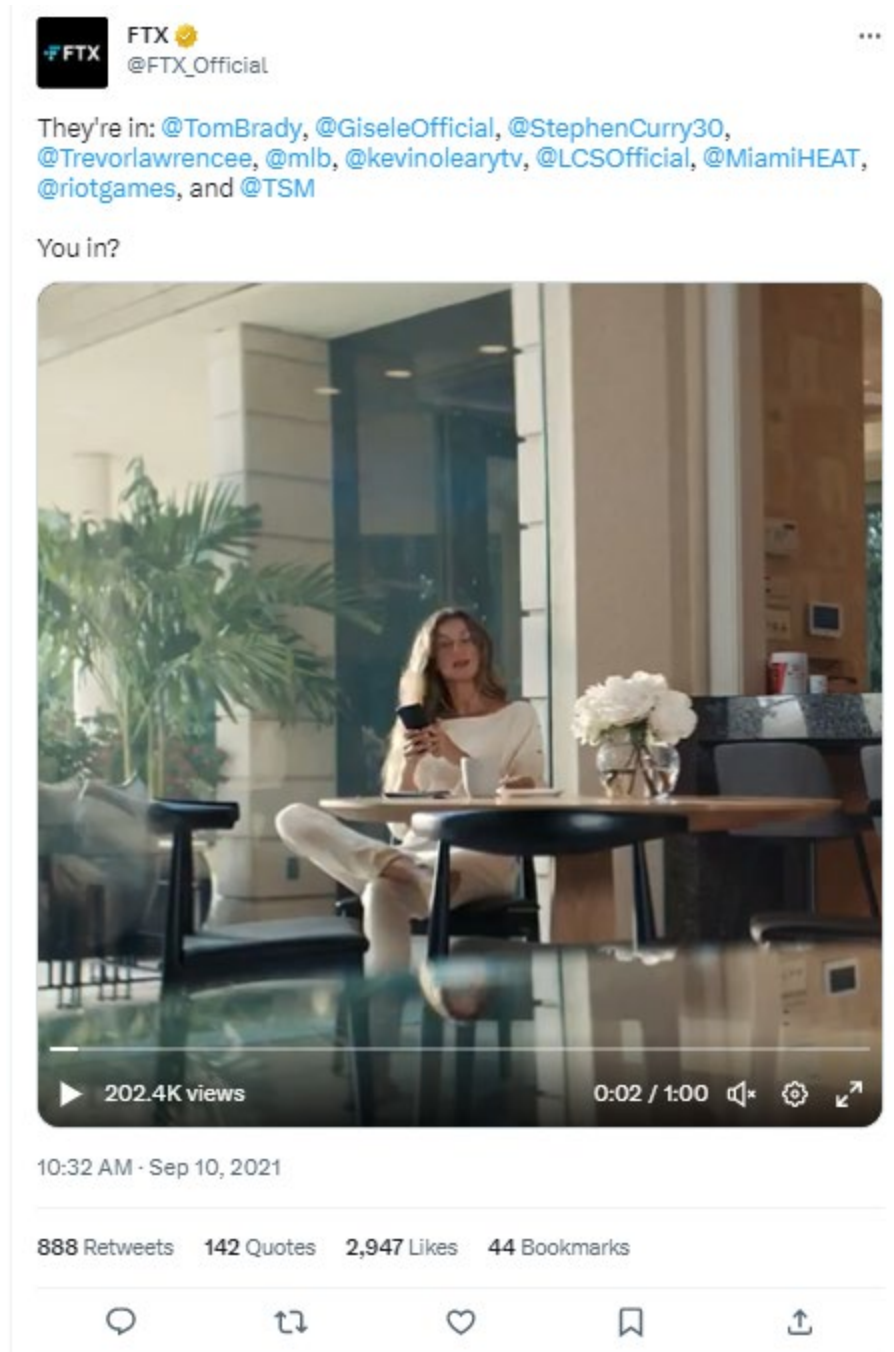 FTX
FTX
@FTX_Official
They're in: @TomBrady, @GiseleOfficial, @StephenCurry30,
@Trevorlawrencee, @mlb, @kevinolearytv, @LCSOfficial, @MiamiHEAT,
@riotgames, and @TSM
You in?
202.4K views
0:02 / 1:00
10:32 AM · Sep 10, 2021
888 Retweets 142 Quotes 2,947 Likes 44 Bookmarks